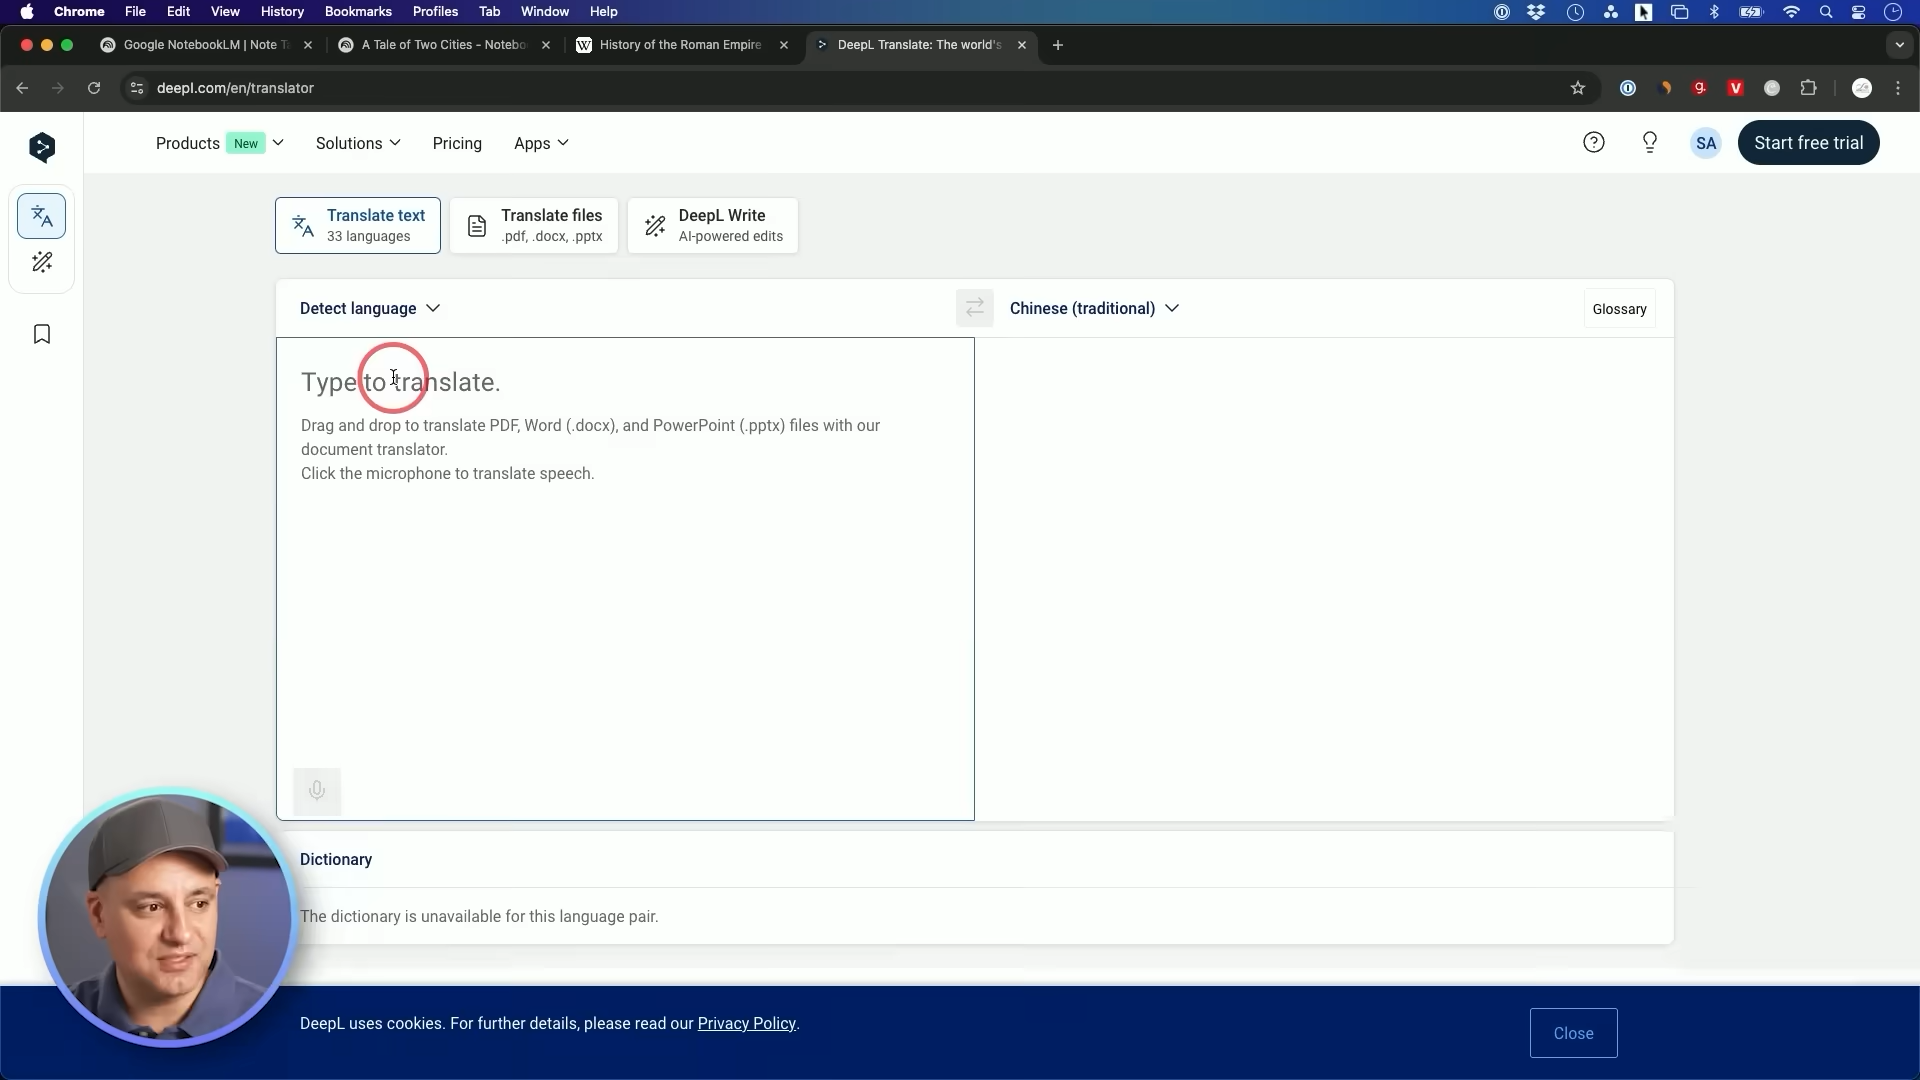 Chrome File Edit View History Bookmarks Profiles Tab Window Help
Google NotebookLM | Note T
A Tale of Two Cities - Notebo
W History of the Roman Empire
DeepL Translate: The world's
deepl.com/en/translator
g.
V
Products New
Solutions
Pricing
Apps
SA
Start free trial
Translate text
33 languages
Translate files
.pdf, .docx, .pptx
DeepL Write
AI-powered edits
Detect language
Chinese (traditional)
Glossary
Type to translate.
Drag and drop to translate PDF, Word (.docx), and PowerPoint (.pptx) files with our
document translator.
Click the microphone to translate speech.
Dictionary
The dictionary is unavailable for this language pair.
DeepL uses cookies. For further details, please read our Privacy Policy.
Close